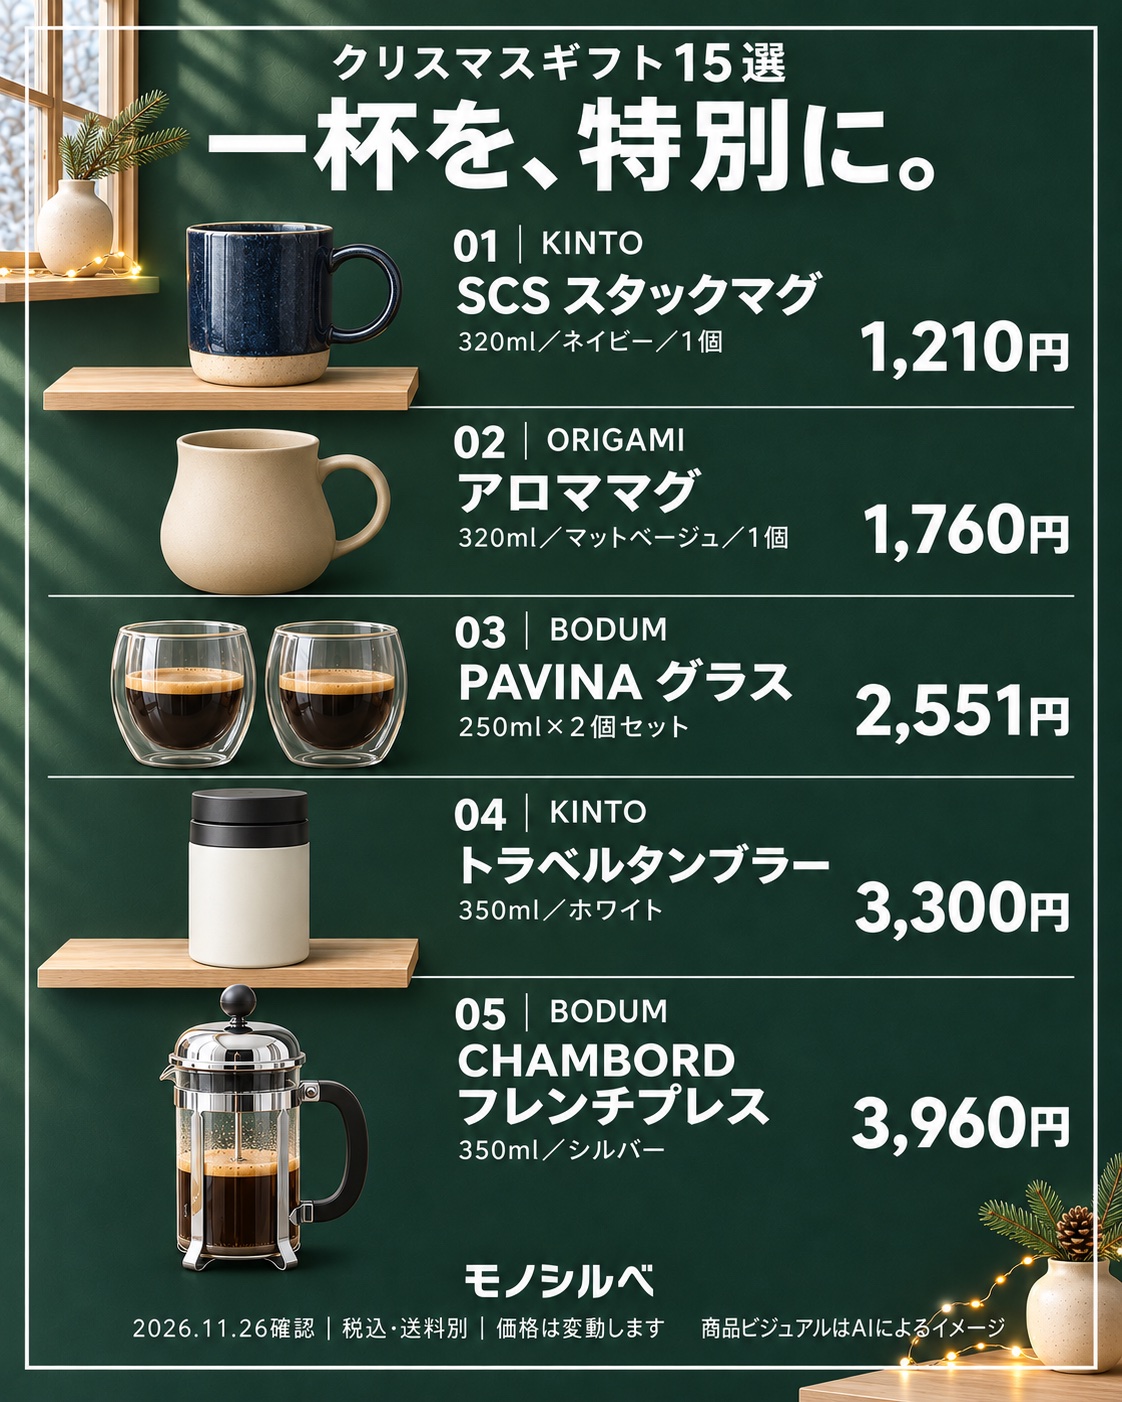 クリスマスギフト15選
一杯を、特別に。
01｜KINTO
SCS スタックマグ
320ml／ネイビー／1個
1,210円
02｜ORIGAMI
アロママグ
320ml／マットベージュ／1個
1,760円
03｜BODUM
PAVINA グラス
250ml×2個セット
2,551円
04｜KINTO
トラベルタンブラー
350ml／ホワイト
3,300円
05｜BODUM
CHAMBORD
フレンチプレス
350ml／シルバー
3,960円
モノシルベ
2026.11.26確認｜税込・送料別｜価格は変動します　商品ビジュアルはAIによるイメージ